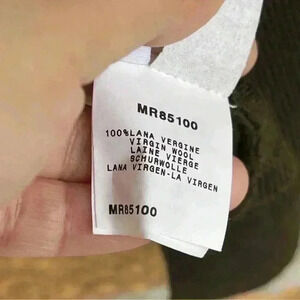 MR85100
100%LANA VERGINE
VIRGIN WOOL
LAINE VIERGE
SCHURWOLLE
LANA VIRGEN-LA VIRGEN
MR85100